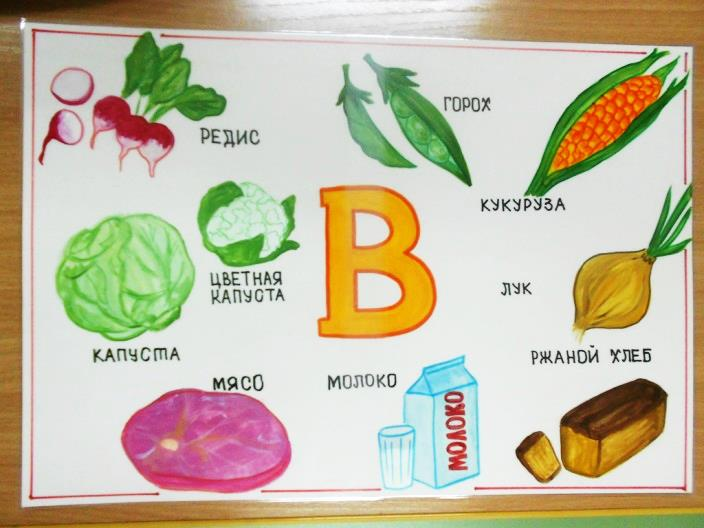 РЕДИС
ГОРОХ
КУКУРУЗА
ЦВЕТНАЯ
КАПУСТА
В
ЛУК
КАПУСТА
РЖАНОЙ ХЛЕБ
МЯСО
МОЛОКО
МОЛОКО